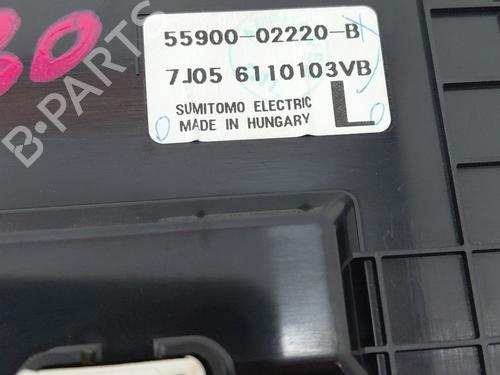 55900-02220-B
7J05 6110103VB
SUMITOMO ELECTRIC
MADE IN HUNGARY
L
B-PARTS